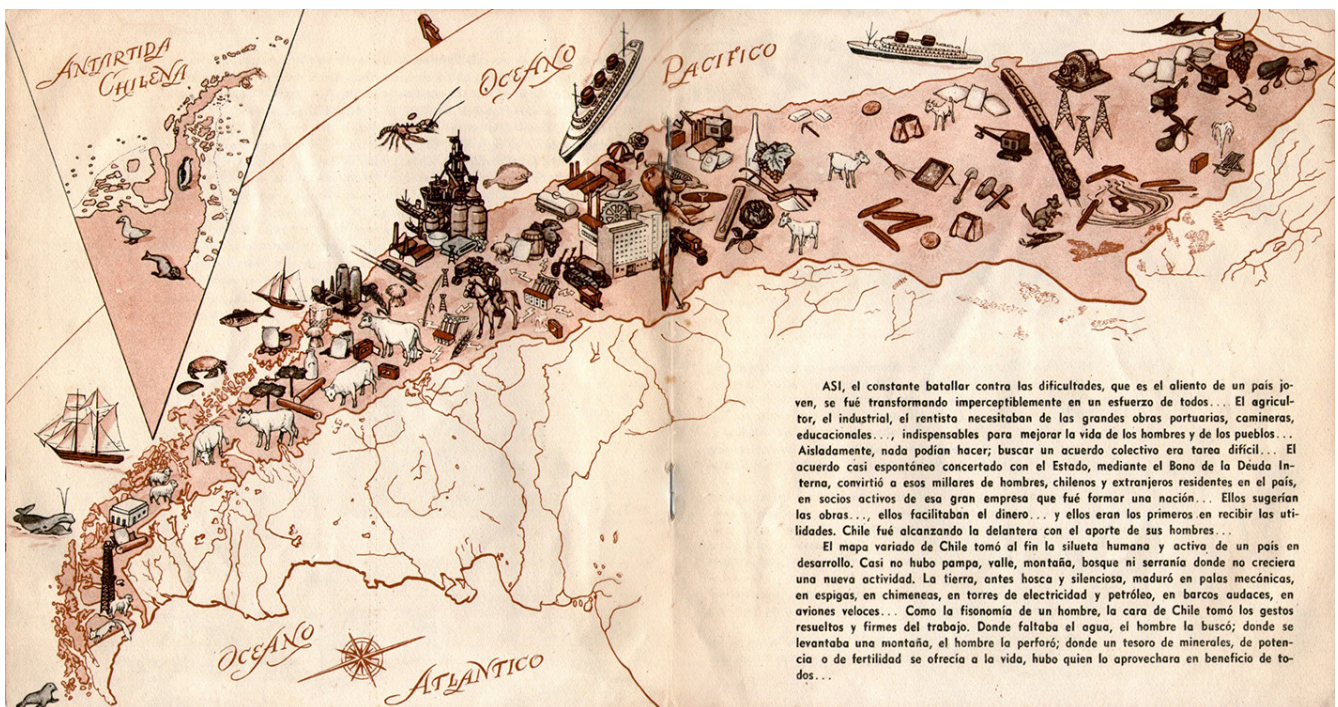 ANTARTIDA
CHILENA
OCEANO PACIFICO
ASI, el constante batallar contra las dificultades, que es el aliento de un país jo-
ven, se fué transformando imperceptiblemente en un esfuerzo de todos... El agricul-
tor, el industrial, el rentista necesitaban de las grandes obras portuarias, camineras,
educacionales..., indispensables para mejorar la vida de los hombres y de los pueblos...
Aisladamente, nada podían hacer; buscar un acuerdo colectivo era tarea difícil... El
acuerdo casi espontáneo concertado con el Estado, mediante el Bono de la Deuda In-
terna, convirtió a esos millares de hombres, chilenos y extranjeros residentes en el país,
en socios activos de esa gran empresa que fué formar una nación... Ellos sugerían
las obras..., ellos facilitaban el dinero... y ellos eran los primeros en recibir las uti-
lidades. Chile fué alcanzando la delantera con el aporte de sus hombres...
El mapa variado de Chile tomó al fin la silueta humana y activa de un país en
desarrollo. Casi no hubo pampa, valle, montaña, bosque ni serranía donde no creciera
una nueva actividad. La tierra, antes hosca y silenciosa, maduró en palas mecánicas,
en espigas, en chimeneas, en torres de electricidad y petróleo, en barcos audaces, en
aviones veloces... Como la fisonomía de un hombre, la cara de Chile tomó los gestos
resueltos y firmes del trabajo. Donde faltaba el agua, el hombre la buscó; donde se
levantaba una montaña, el hombre la perforó; donde un tesoro de minerales, de poten-
cia o de fertilidad se ofrecía a la vida, hubo quien lo aprovechara en beneficio de to-
dos...
OCEANO
ATLANTICO